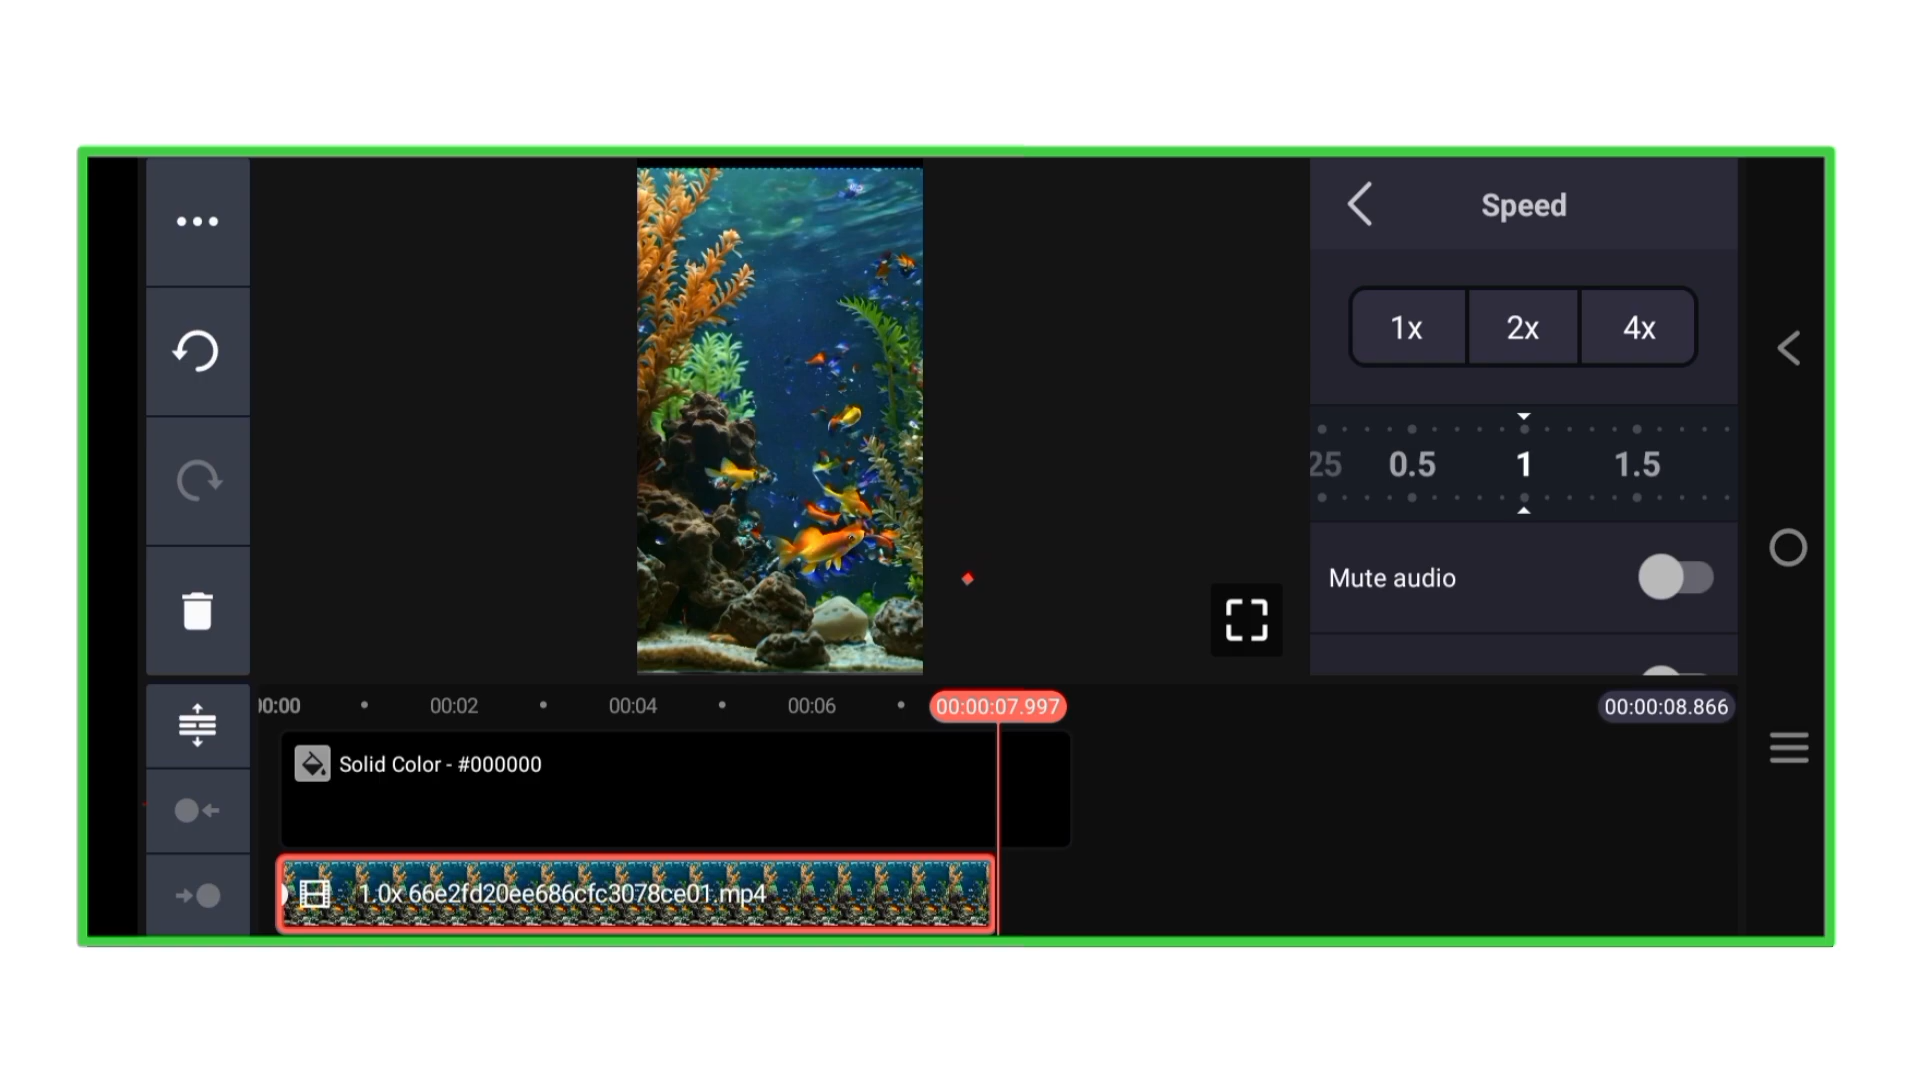 Speed
1x 2x 4x
25 0.5 1 1.5
Mute audio
00:00 00:02 00:04 00:06 00:00:07.997 00:00:08.866
Solid Color - #000000
1.0x 66e2fd20ee686cfc3078ce01.mp4